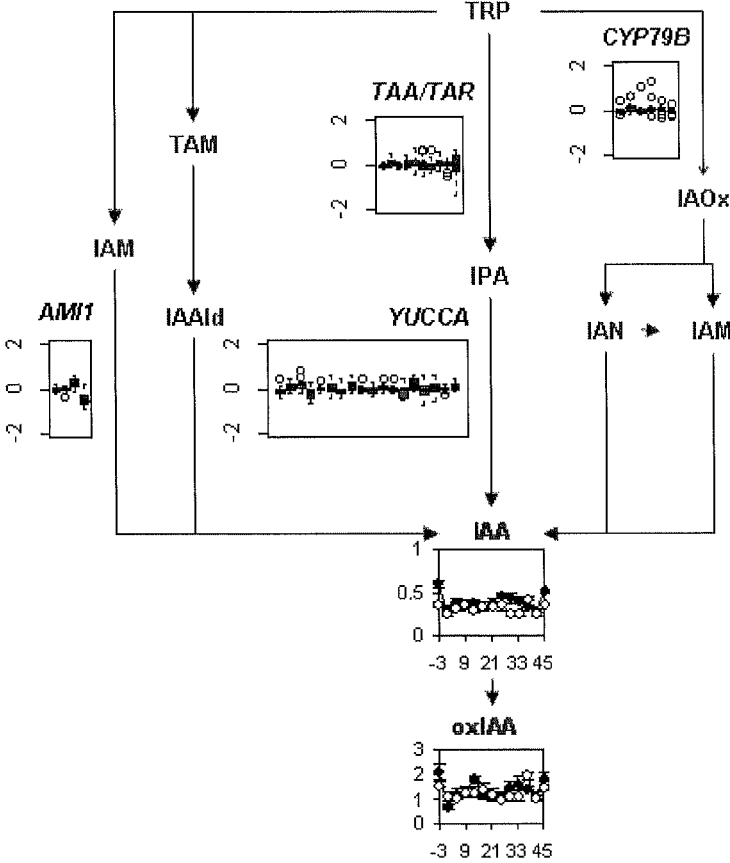 TRP
CYP79B
2
0
-2
TAA/TAR
2
0
-2
TAM
IAOx
IAM
IPA
AMI1
2
0
-2
IAAld
YUCCA
2
0
-2
IAN
IAM
IAA
1
0.5
0
-3 9 21 33 45
oxIAA
3
2
1
0
-3 9 21 33 45